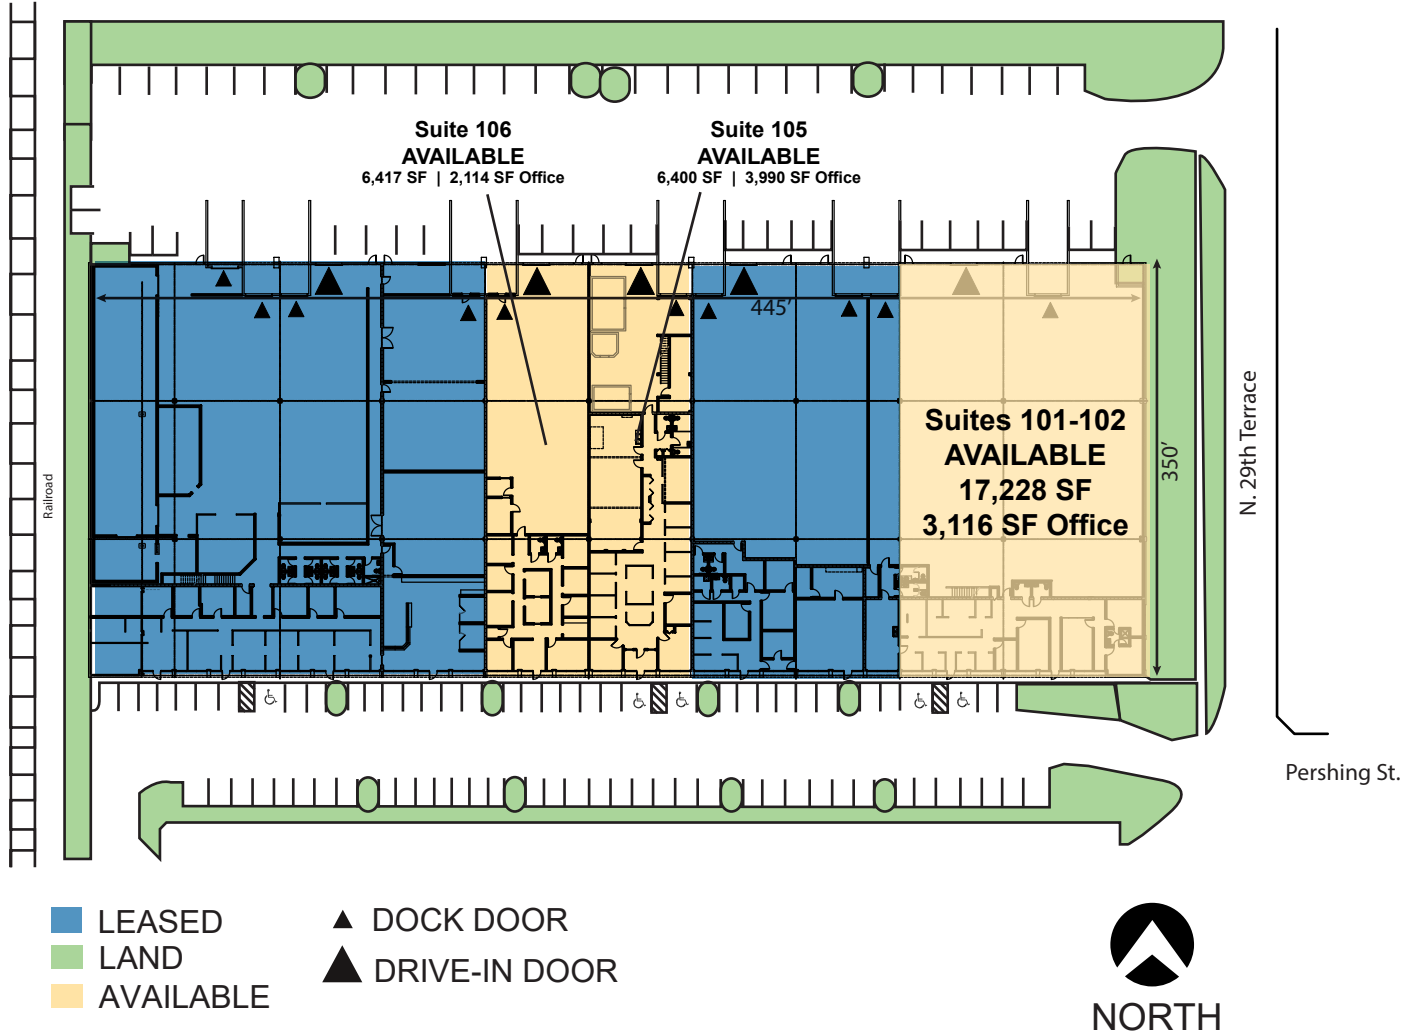 Suite 106
AVAILABLE
6,417 SF | 2,114 SF Office
Suite 105
AVAILABLE
6,400 SF | 3,990 SF Office
445'
Suites 101-102
AVAILABLE
17,228 SF
3,116 SF Office
350'
N. 29th Terrace
Railroad
Pershing St.
LEASED
LAND
AVAILABLE
DOCK DOOR
DRIVE-IN DOOR
NORTH